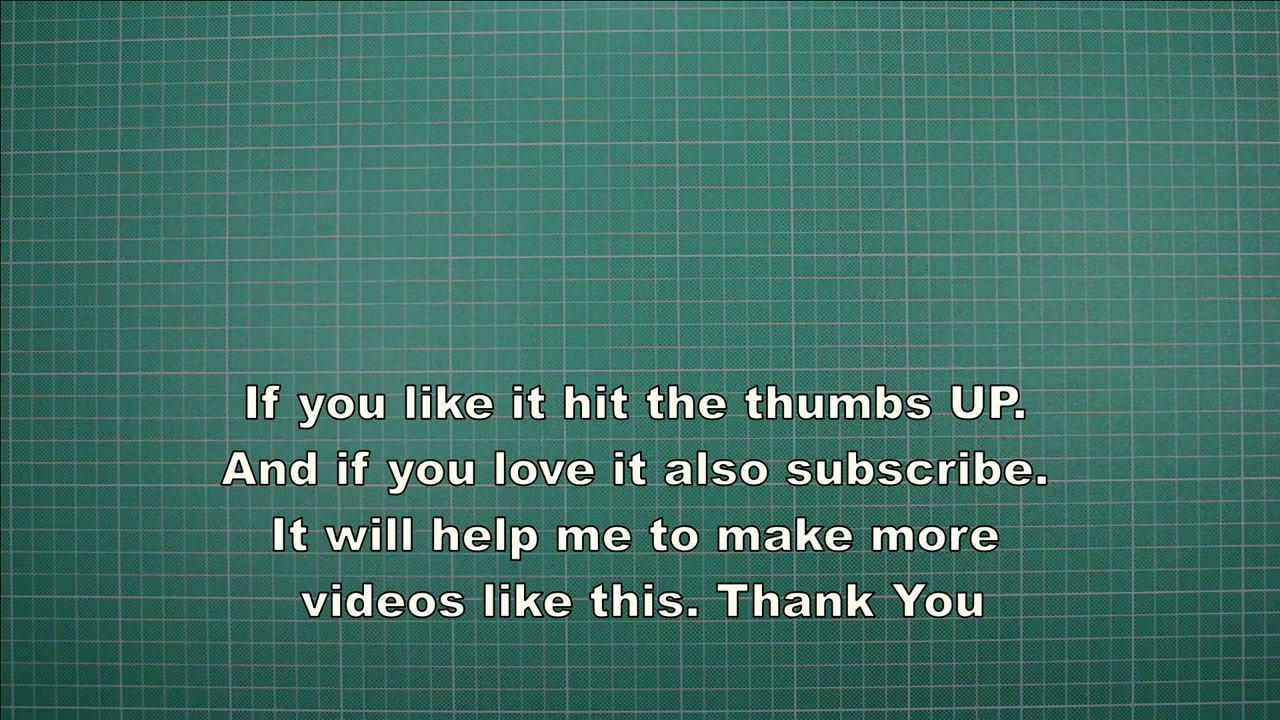 If you like it hit the thumbs UP.
And if you love it also subscribe.
It will help me to make more
videos like this. Thank You